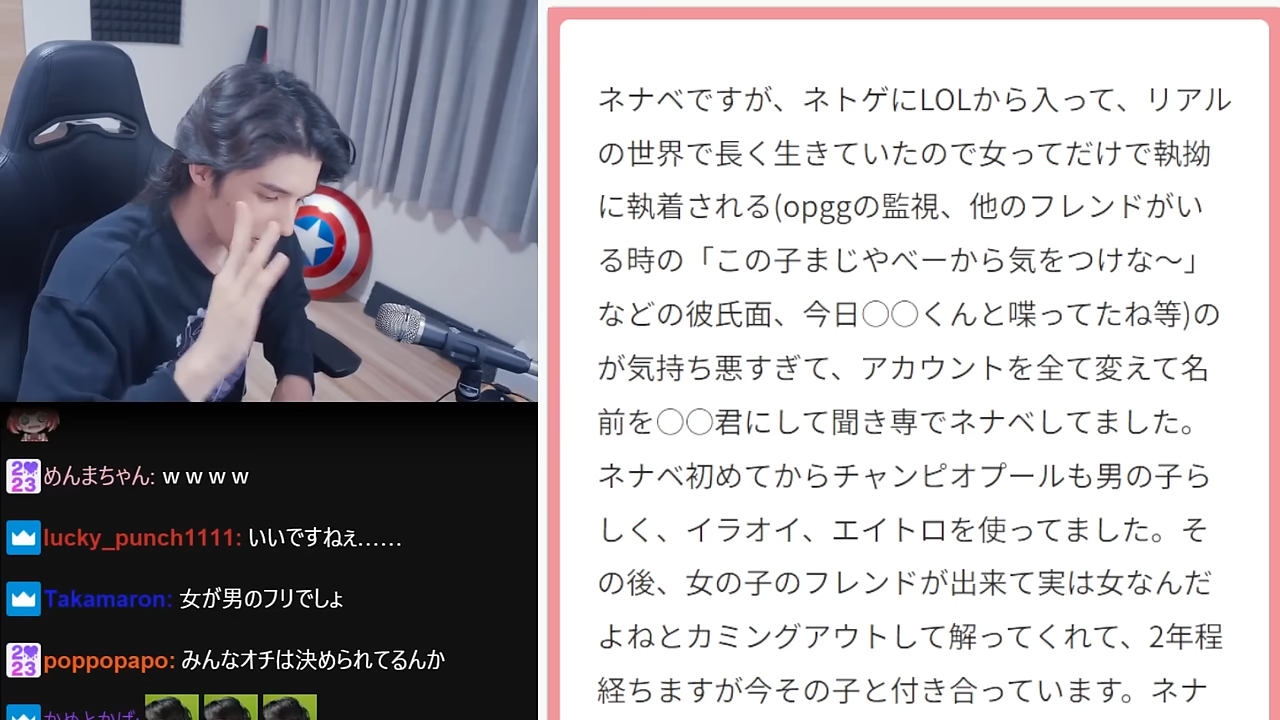 ネナベですが、ネトゲにLOLから入って、リアル
の世界で長く生きていたので女ってだけで執拗
に執着される(opggの監視、他のフレンドがい
る時の「この子まじやべーから気をつけな〜」
などの彼氏面、今日○○くんと喋ってたね等)の
が気持ち悪すぎて、アカウントを全て変えて名
前を○○君にして聞き専でネナベしてました。
ネナベ初めてからチャンピオプールも男の子ら
しく、イラオイ、エイトロを使ってました。そ
の後、女の子のフレンドが出来て実は女なんだ
よねとカミングアウトして解ってくれて、2年程
経ちますが今その子と付き合っています。ネナ
2023 めんまちゃん: ｗｗｗｗ
lucky_punch1111: いいですねぇ……
Takamaron: 女が男のフリでしょ
2023 poppopapo: みんなオチは決められてるんか